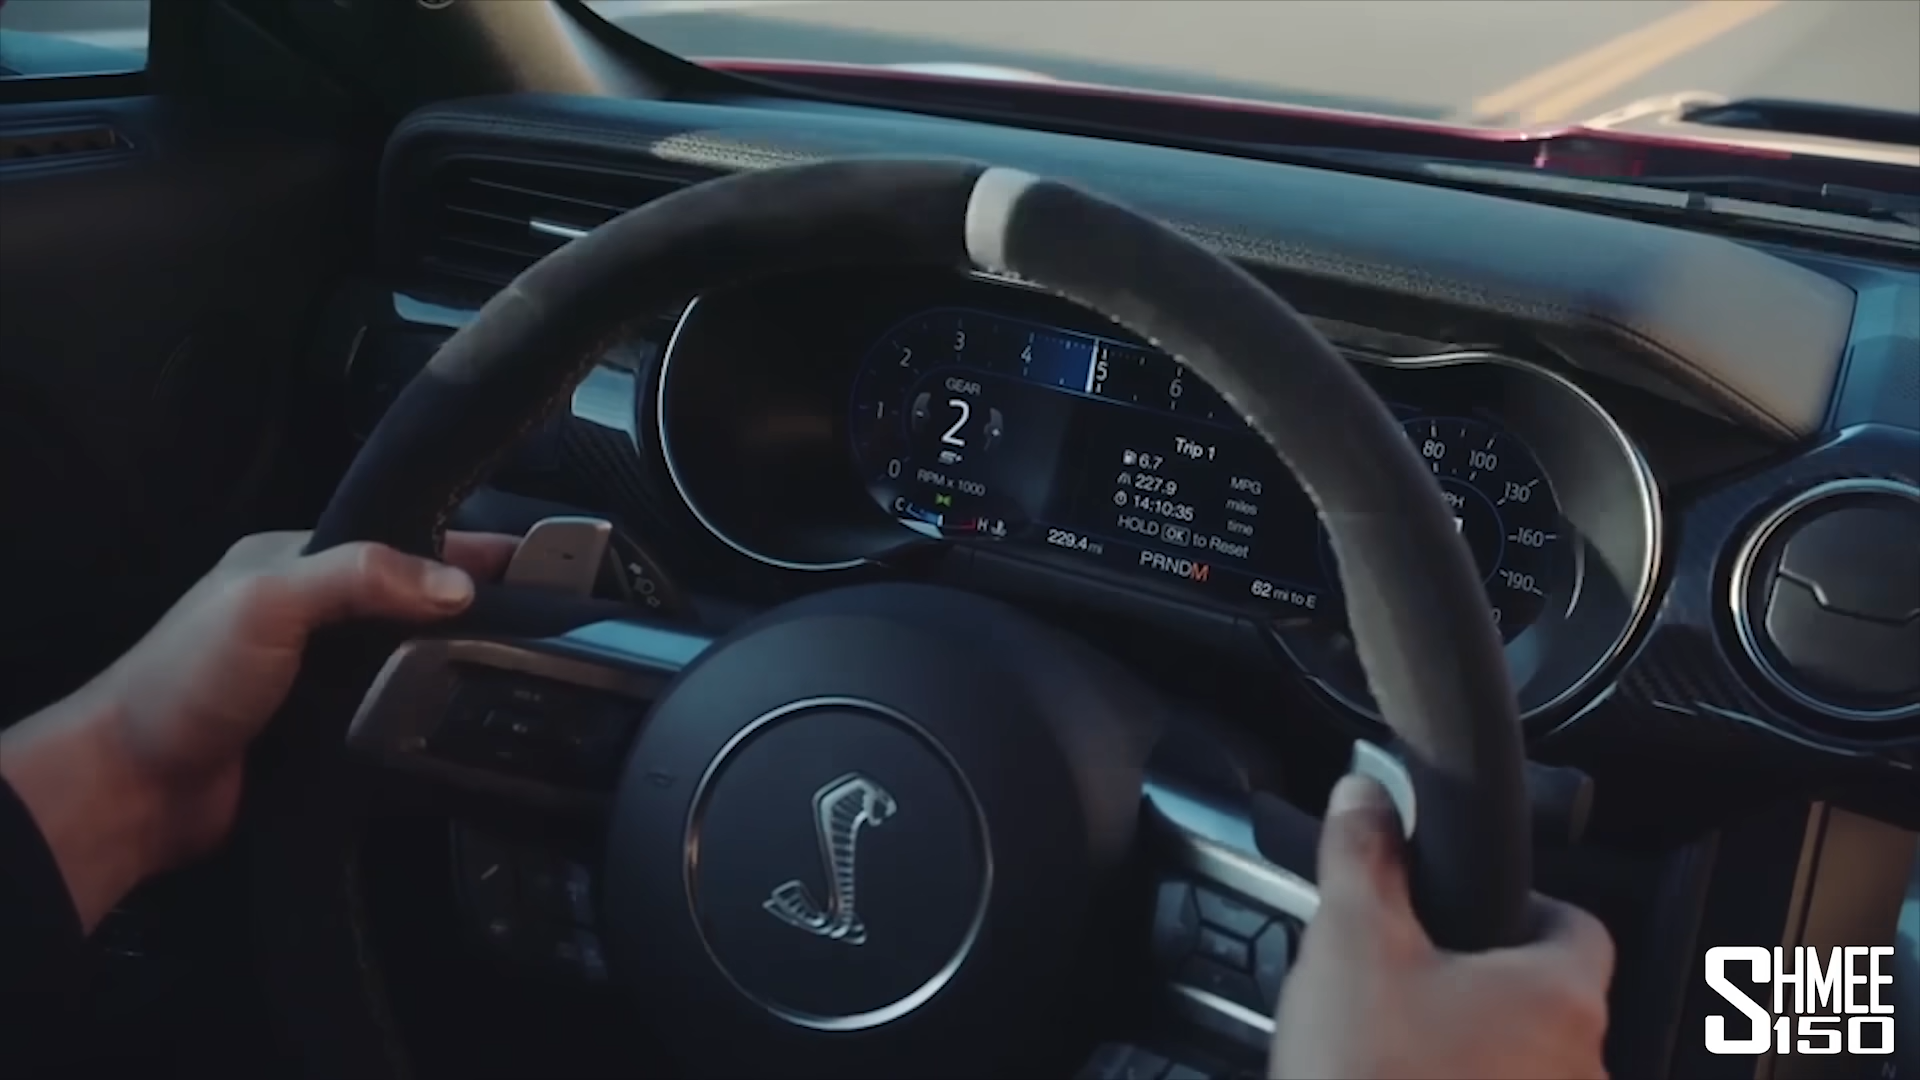 0
1
2
3
4
5
6
GEAR
2
RPM x 1000
C
H
Trip 1
6.7 MPG
227.9 miles
14:10:35 time
HOLD OK to Reset
229.4 mi
PRNDM
62 mi to E
80
100
130
160
190
SHMEE
150